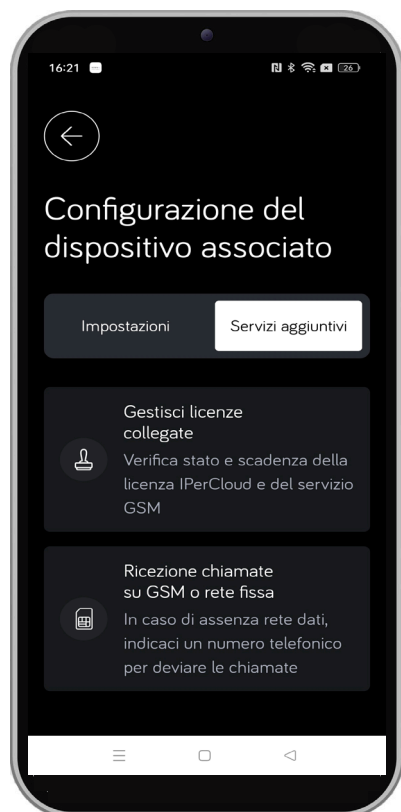 16:21
26
Configurazione del
dispositivo associato
Impostazioni
Servizi aggiuntivi
Gestisci licenze
collegate
Verifica stato e scadenza della
licenza IPerCloud e del servizio
GSM
Ricezione chiamate
su GSM o rete fissa
In caso di assenza rete dati,
indicaci un numero telefonico
per deviare le chiamate